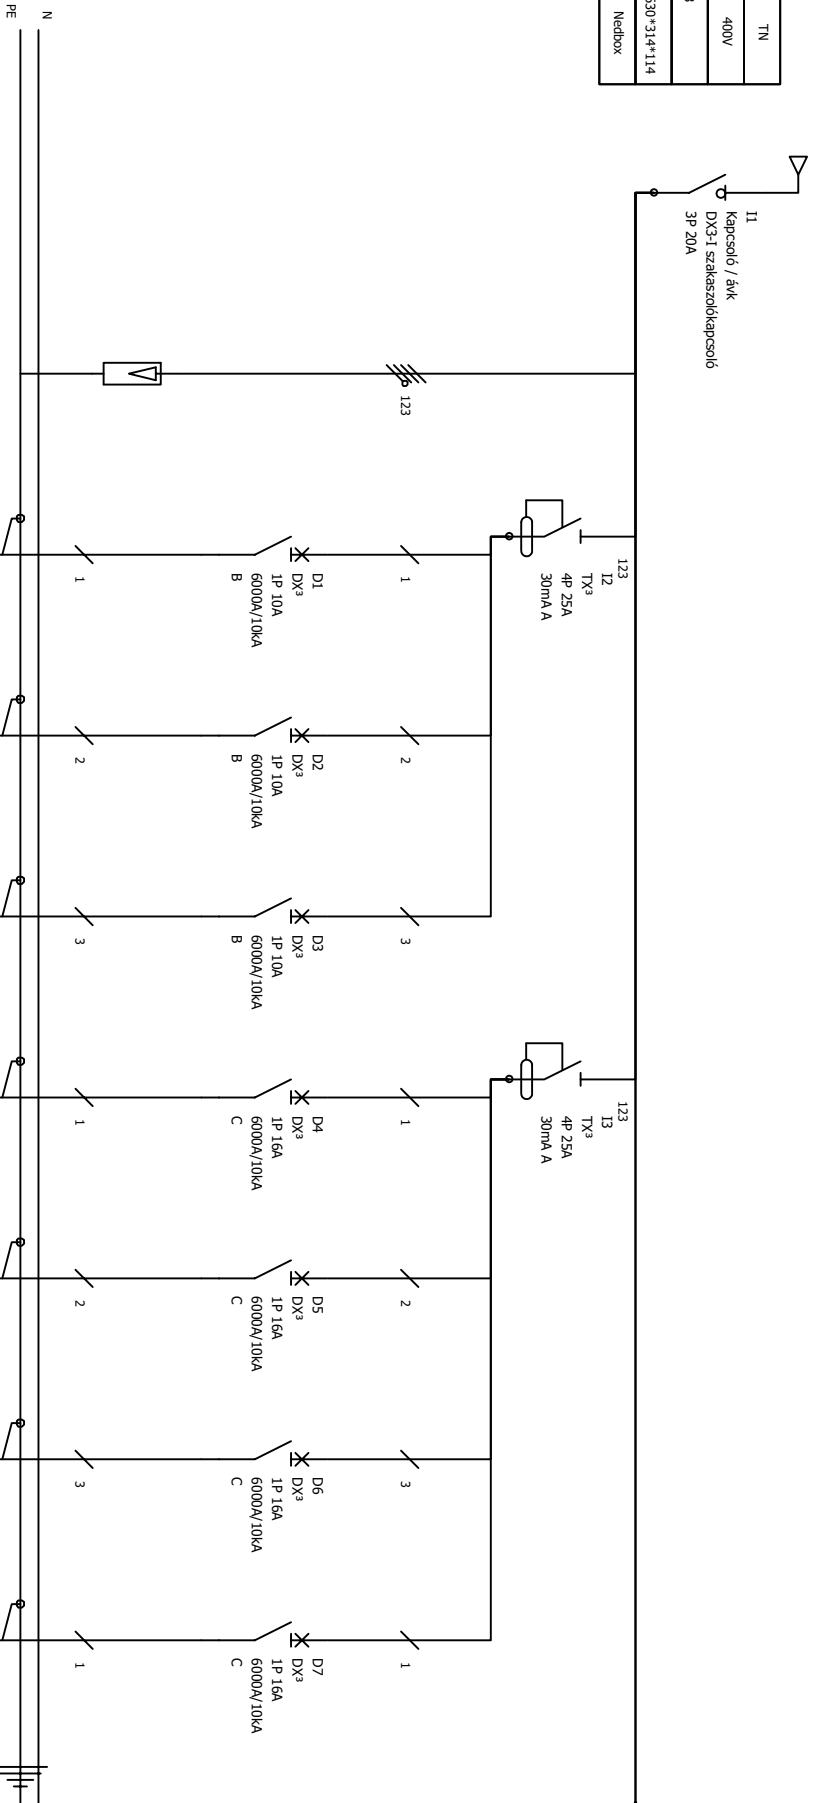 TN
400V
3
630*314*114
Nedbox
I1
Kapcsoló / ávk
DX3-I szakaszolókapcsoló
3P 20A
123
123
I2
TX³
4P 25A
30mA A
123
I3
TX³
4P 25A
30mA A
1
D1
DX³
1P 10A
6000A/10kA
B
1
2
D2
DX³
1P 10A
6000A/10kA
B
2
3
D3
DX³
1P 10A
6000A/10kA
B
3
1
D4
DX³
1P 16A
6000A/10kA
C
1
2
D5
DX³
1P 16A
6000A/10kA
C
2
3
D6
DX³
1P 16A
6000A/10kA
C
3
1
D7
DX³
1P 16A
6000A/10kA
C
1
N
PE